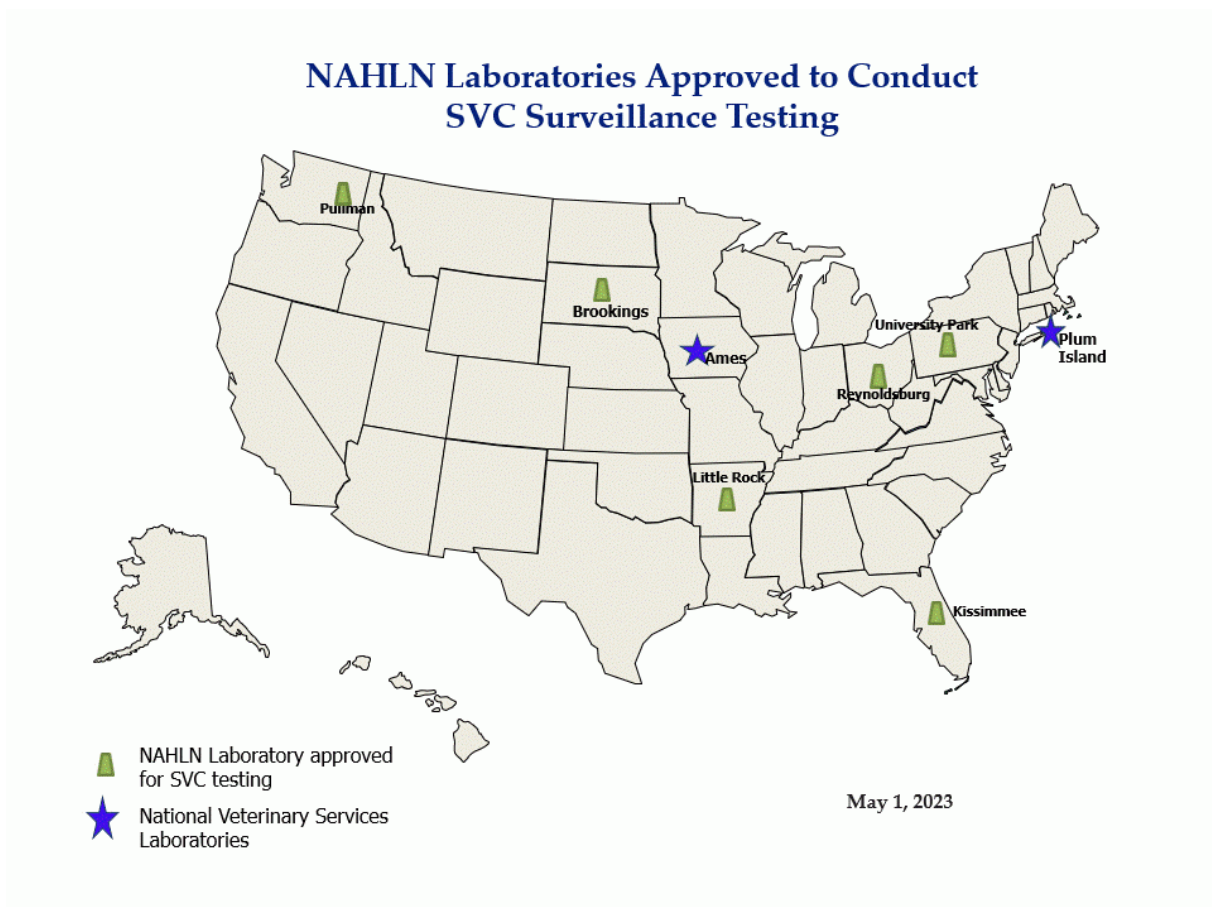 NAHLN Laboratories Approved to Conduct
SVC Surveillance Testing
Pullman
Brookings
University Park
Plum
Island
Ames
Reynoldsburg
Little Rock
Kissimmee
NAHLN Laboratory approved
for SVC testing
National Veterinary Services
Laboratories
May 1, 2023